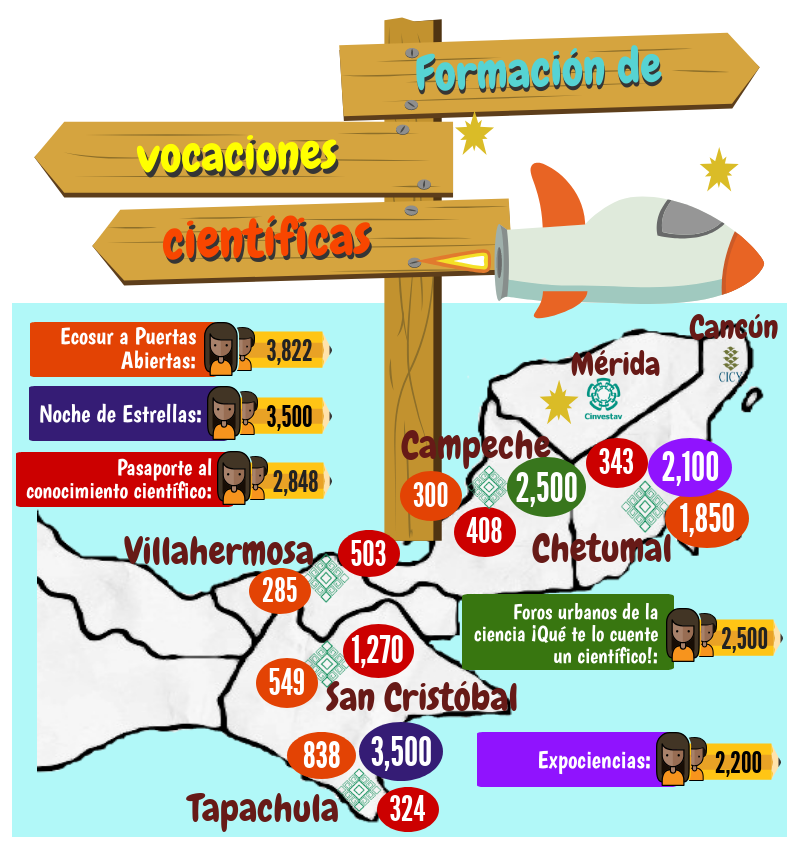 Formación de
vocaciones
científicas
Ecosur a Puertas
Abiertas:
3,822
Noche de Estrellas:
3,500
Pasaporte al
conocimiento científico:
2,848
Cancún
CICY
Mérida
Cinvestav
Campeche
300
2,500
408
343
2,100
1,850
Chetumal
Villahermosa
503
285
1,270
549
San Cristóbal
838
3,500
Tapachula
324
Foros urbanos de la
ciencia ¡Qué te lo cuente
un científico!:
2,500
Expociencias:
2,200